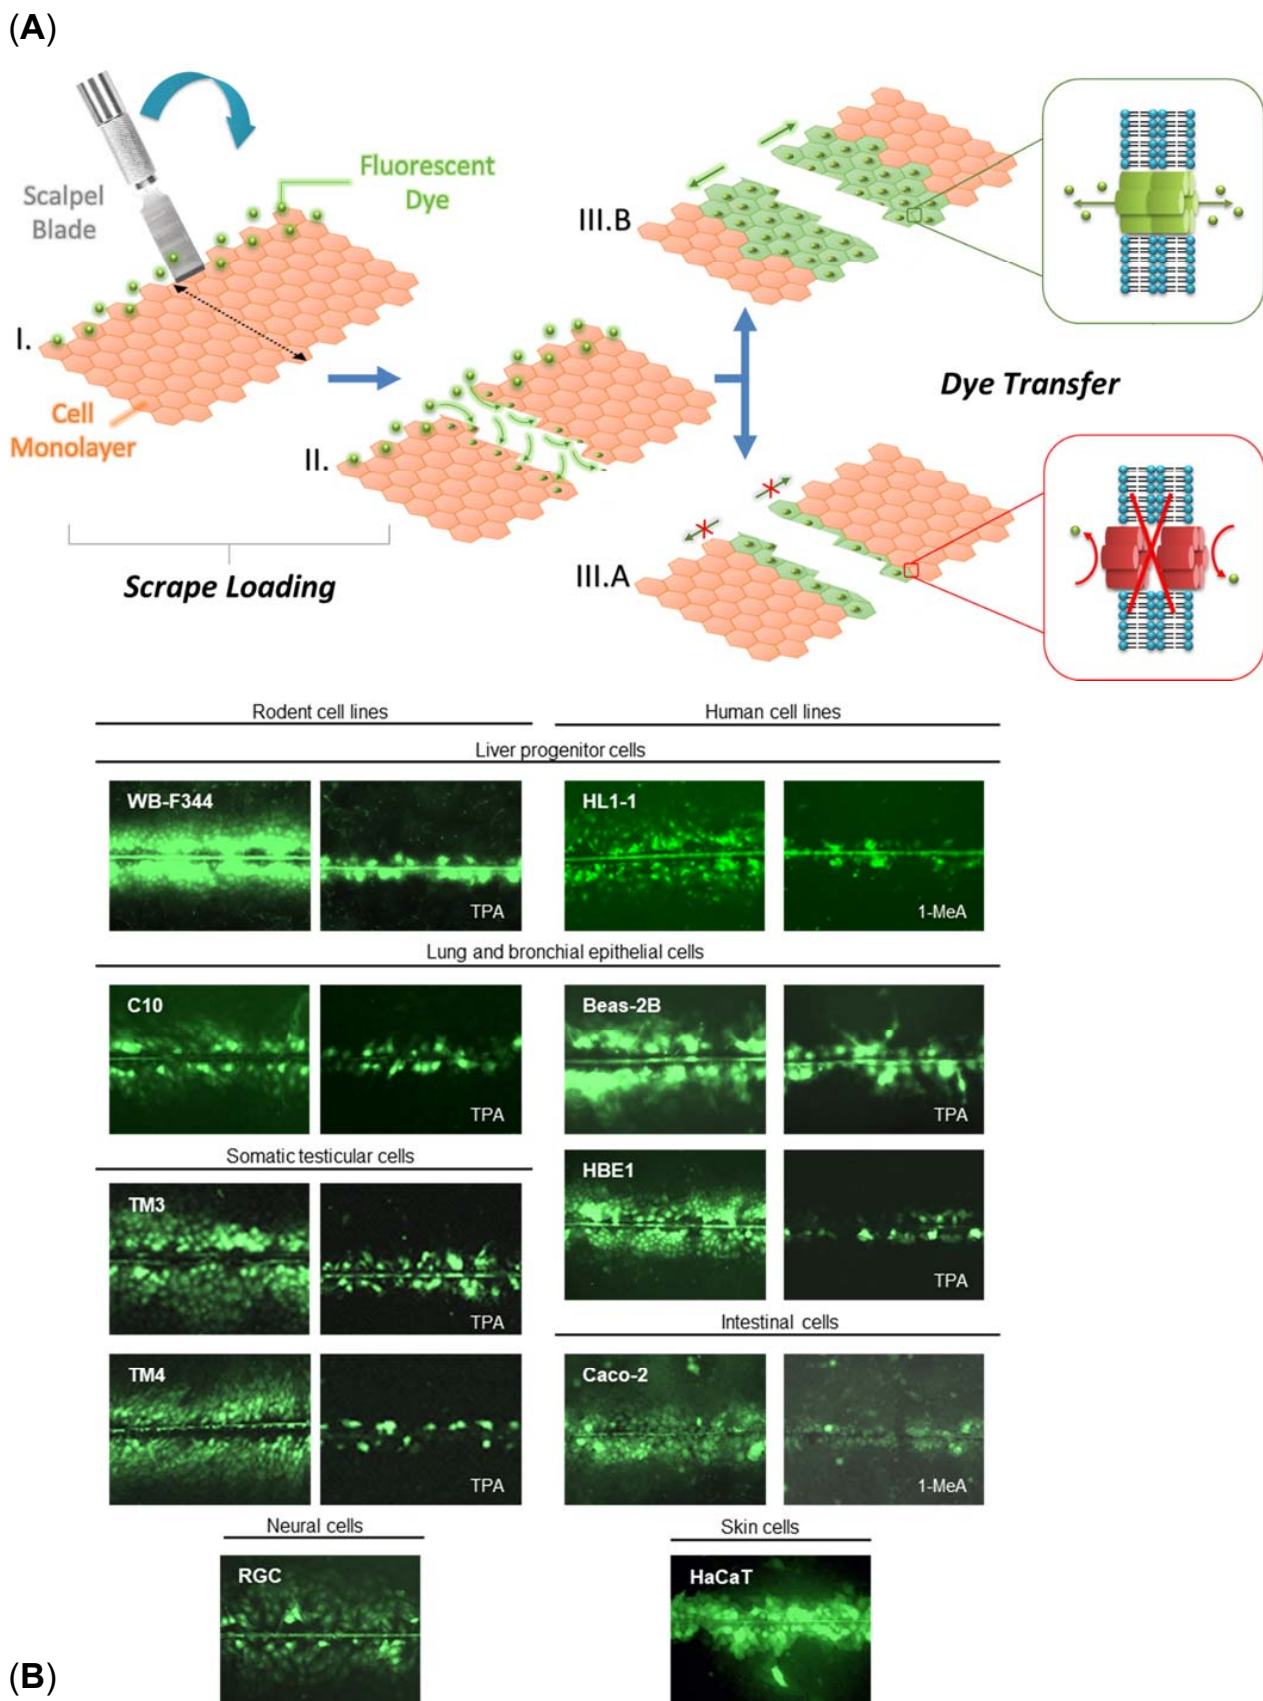 (A)
Scalpel
Blade
Fluorescent
Dye
I.
Cell
Monolayer
II.
III.B
Dye Transfer
III.A
Scrape Loading
Rodent cell lines
Human cell lines
Liver progenitor cells
WB-F344
TPA
HL1-1
1-MeA
Lung and bronchial epithelial cells
C10
TPA
Beas-2B
TPA
Somatic testicular cells
HBE1
TPA
TM3
TPA
Intestinal cells
TM4
TPA
Caco-2
1-MeA
Neural cells
Skin cells
RGC
HaCaT
(B)